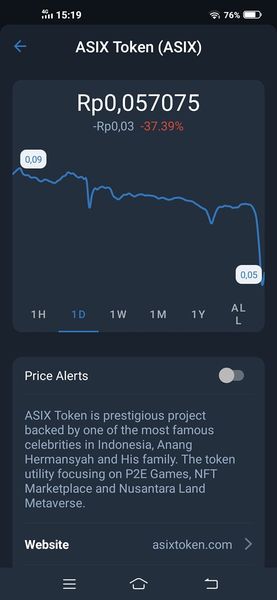 4G 15:19 76%
ASIX Token (ASIX)
Rp0,057075
-Rp0,03 -37.39%
0,09
0,05
1H 1D 1W 1M 1Y AL
L
Price Alerts
ASIX Token is prestigious project
backed by one of the most famous
celebrities in Indonesia, Anang
Hermansyah and His family. The token
utility focusing on P2E Games, NFT
Marketplace and Nusantara Land
Metaverse.
Website asixtoken.com